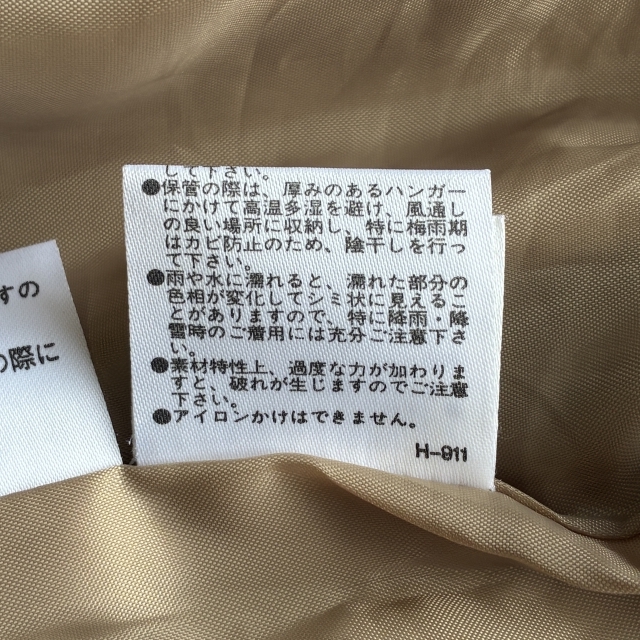 して下さい。
●保管の際は、厚みのあるハンガー
にかけて高温多湿を避け、風通し
の良い場所に収納し、特に梅雨期
はカビ防止のため、陰干しを行っ
て下さい。
●雨や水に濡れると、濡れた部分の
色相が変化してシミ状に見えるこ
とがありますので、特に降雨・降
雪時のご着用には充分ご注意下さ
い。
●素材特性上、過度な力が加わりま
すと、破れが生じますのでご注意
下さい。
●アイロンかけはできません。
H-911
すの
の際に